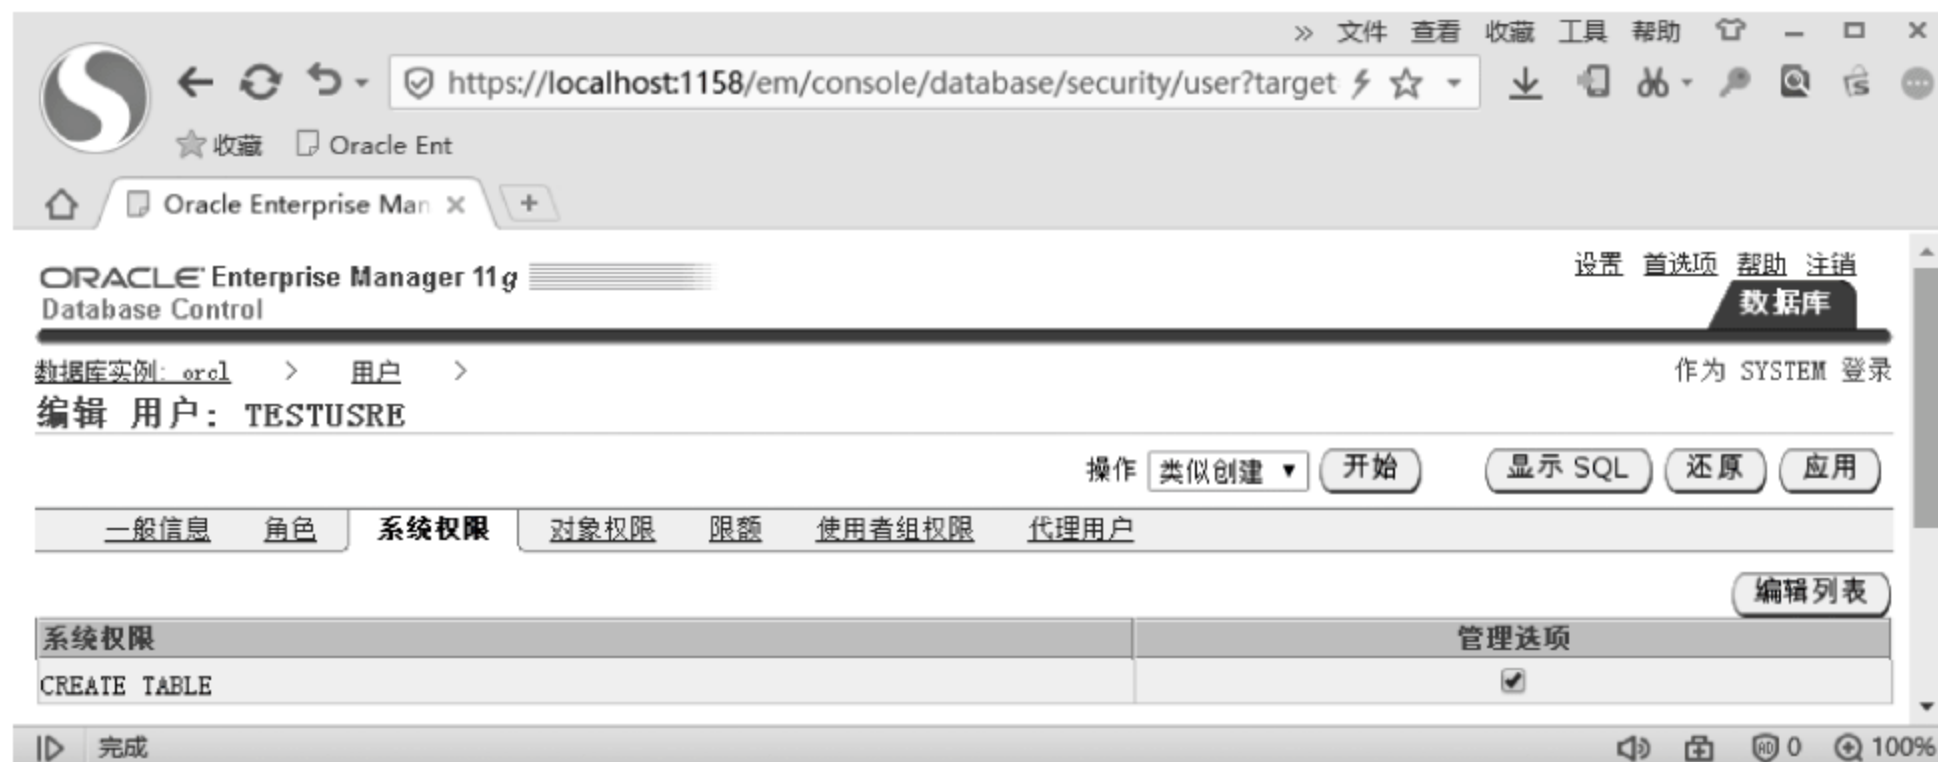 » 文件 查看 收藏 工具 帮助
https://localhost:1158/em/console/database/security/user?target
收藏 Oracle Ent
Oracle Enterprise Man
设置 首选项 帮助 注销
ORACLE Enterprise Manager 11g
Database Control
数据库
数据库实例: orcl > 用户 >
作为 SYSTEM 登录
编辑 用户: TESTUSRE
操作 类似创建 开始 显示 SQL 还原 应用
一般信息 角色 系统权限 对象权限 限额 使用者组权限 代理用户
编辑列表
系统权限 管理选项
CREATE TABLE
完成 0 100%